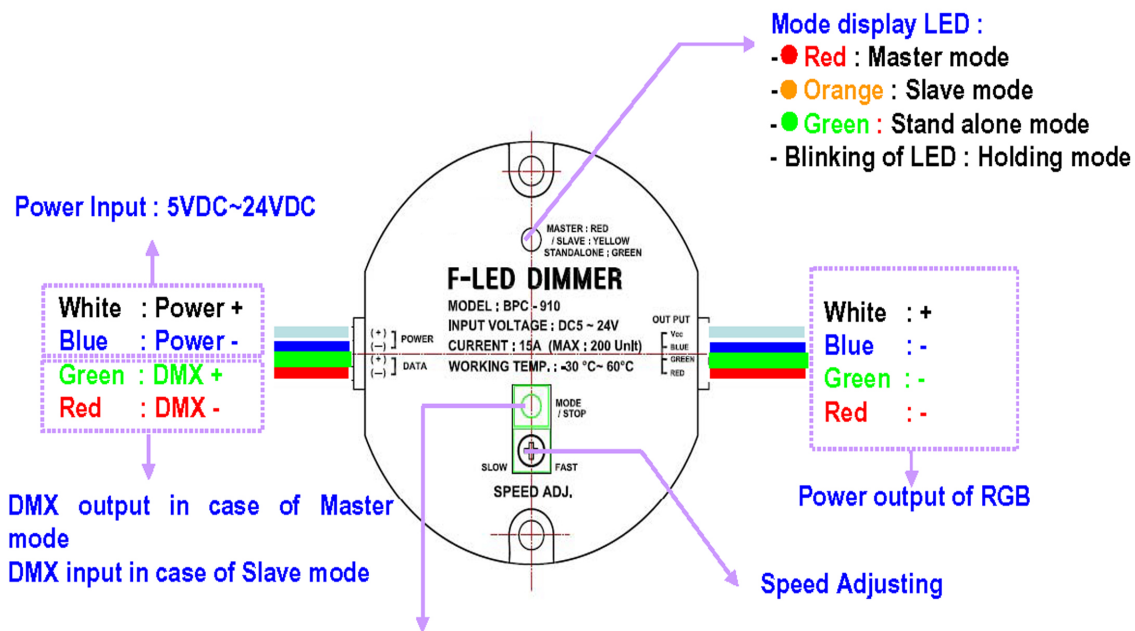 Mode display LED :
- Red : Master mode
- Orange : Slave mode
- Green : Stand alone mode
- Blinking of LED : Holding mode
Power Input : 5VDC~24VDC
White : Power +
Blue : Power -
Green : DMX +
Red : DMX -
DMX output in case of Master
mode
DMX input in case of Slave mode
MASTER : RED
/ SLAVE : YELLOW
STANDALONE ; GREEN
F-LED DIMMER
MODEL ; BPC - 910
INPUT VOLTAGE ; DC5 ~ 24V
CURRENT ; 15A (MAX ; 200 Unit)
WORKING TEMP. ; -30 °C~ 60°C
(+)
(−)
POWER
(+)
(−)
DATA
OUT PUT
Vcc
BLUE
GREEN
RED
MODE
/ STOP
SLOW
FAST
SPEED ADJ.
White : +
Blue : -
Green : -
Red : -
Power output of RGB
Speed Adjusting